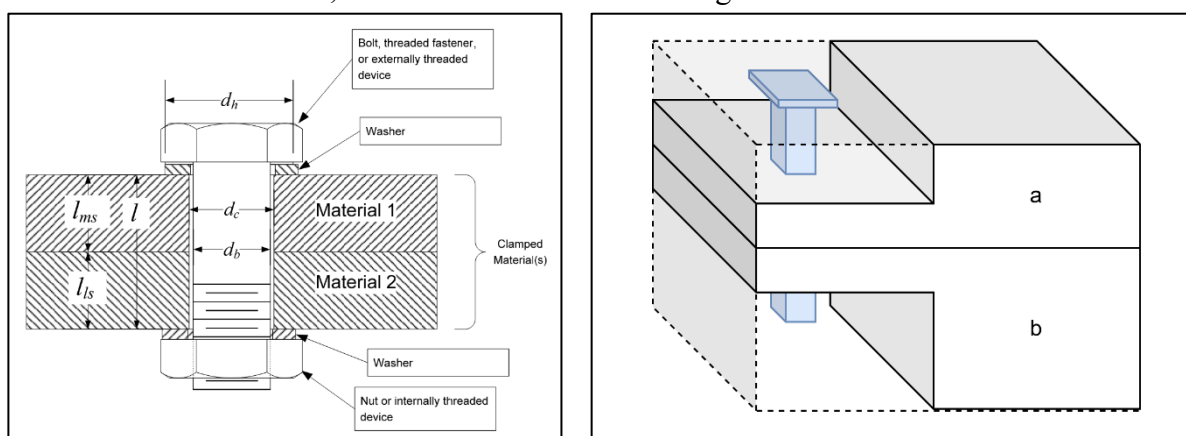 Bolt, threaded fastener,
or externally threaded
device
d_h
Washer
l_ms
l
d_c
Material 1
d_b
l_ls
Material 2
Clamped
Material(s)
Washer
Nut or internally threaded
device
a
b